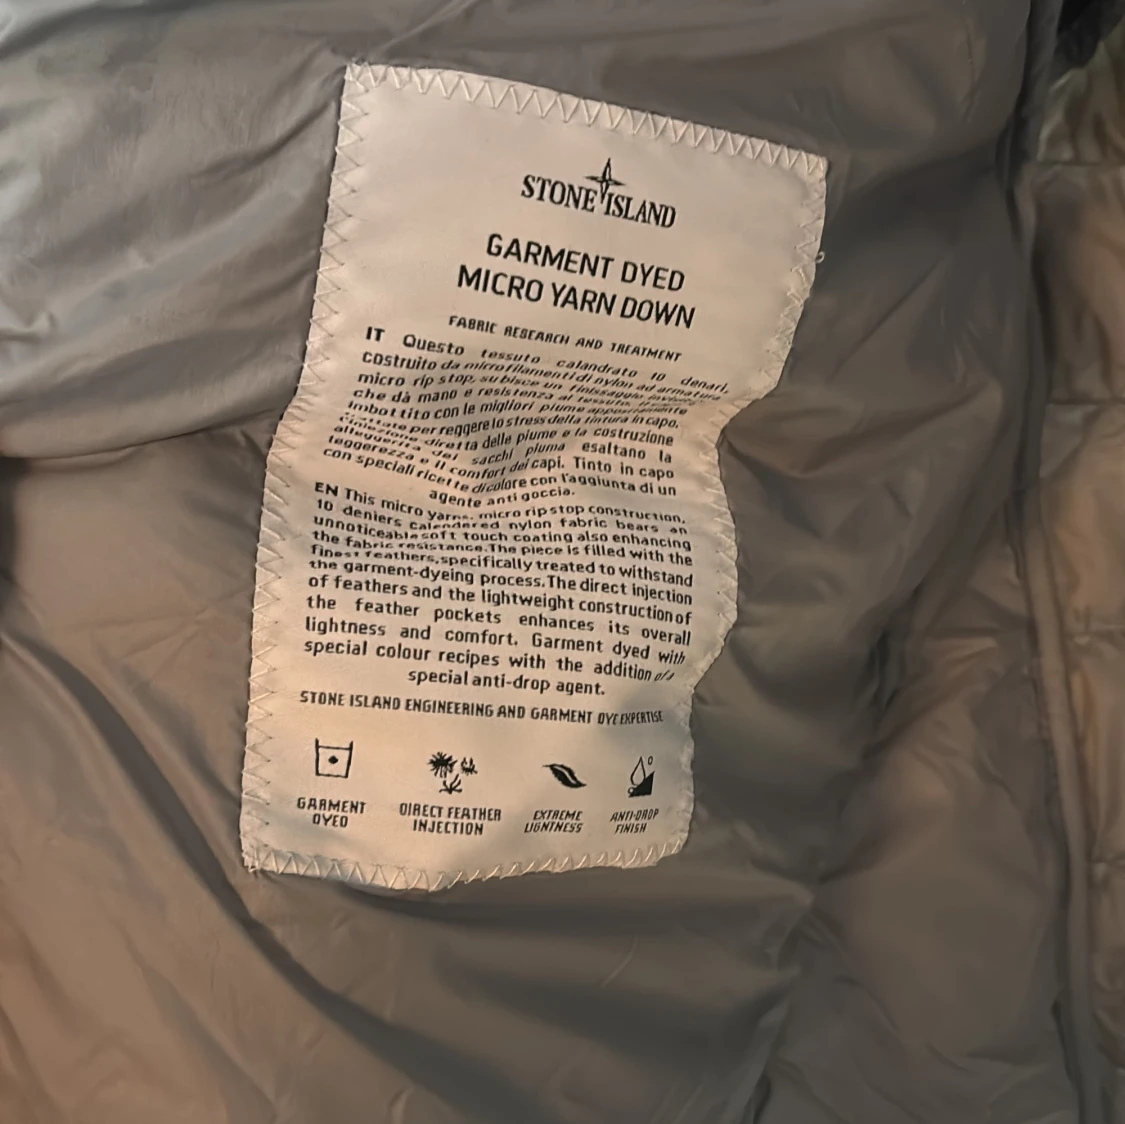 STONE ISLAND
GARMENT DYED
MICRO YARN DOWN
FABRIC RESEARCH AND TREATMENT
IT Questo tessuto calandrato 10 denari,
costruito da microfilamenti di nylon ad armatura
micro rip stop, subisce un finissaggio
che dà mano e resistenza al tessuto.
imbottito con le migliori piume appositamente
trattate per reggere lo stress della tintura in capo.
L'iniezione diretta delle piume e la costruzione
alleggerita dei sacchi piuma esaltano la
leggerezza e il comfort dei capi. Tinto in capo
con speciali ricette di colore con l'aggiunta di un
agente anti goccia.
EN This micro yarns, micro rip stop construction,
10 deniers calendered nylon fabric bears an
unnoticeable soft touch coating also enhancing
the fabric resistance. The piece is filled with the
finest feathers, specifically treated to withstand
the garment-dyeing process. The direct injection
of feathers and the lightweight construction of
the feather pockets enhances its overall
lightness and comfort. Garment dyed with
special colour recipes with the addition of a
special anti-drop agent.
STONE ISLAND ENGINEERING AND GARMENT DYE EXPERTISE
GARMENT DYED
DIRECT FEATHER INJECTION
EXTREME LIGHTNESS
ANTI-DROP FINISH